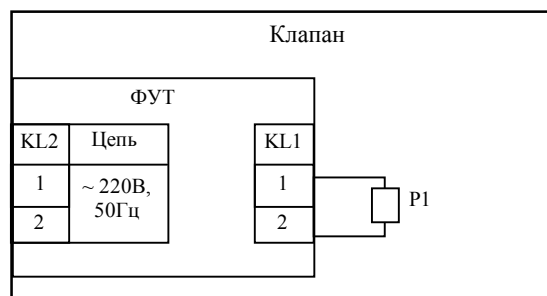 Клапан
ФУТ
KL2 Цепь KL1
1 ~ 220В, 1
50Гц
2 2
P1